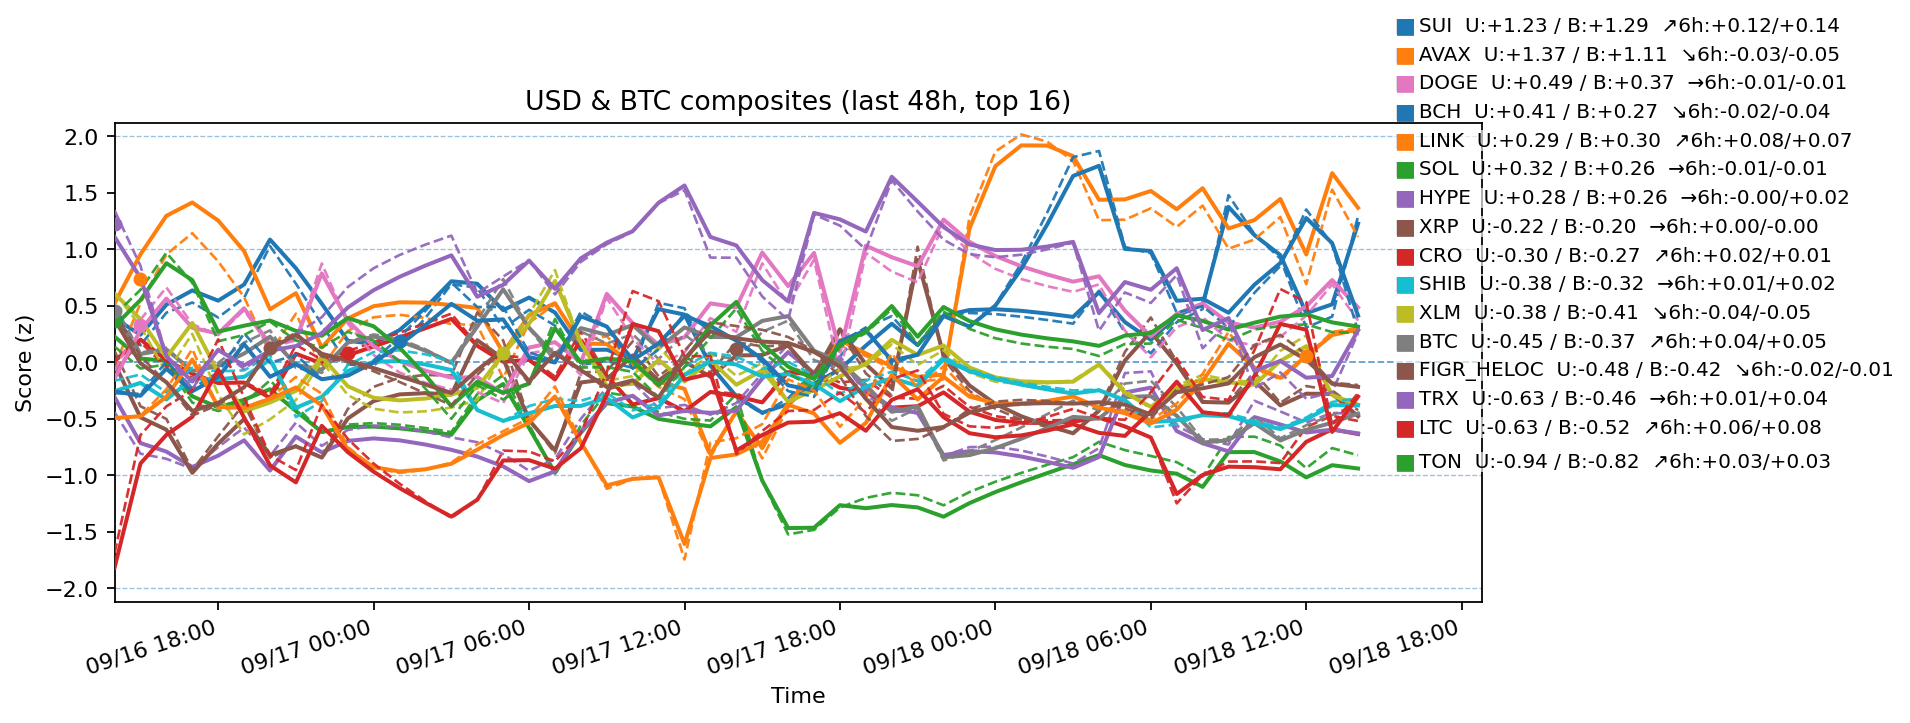 SUI U:+1.23 / B:+1.29 ↗6h:+0.12/+0.14
AVAX U:+1.37 / B:+1.11 ↘6h:-0.03/-0.05
DOGE U:+0.49 / B:+0.37 →6h:-0.01/-0.01
BCH U:+0.41 / B:+0.27 ↘6h:-0.02/-0.04
LINK U:+0.29 / B:+0.30 ↗6h:+0.08/+0.07
SOL U:+0.32 / B:+0.26 →6h:-0.01/-0.01
HYPE U:+0.28 / B:+0.26 →6h:-0.00/+0.02
XRP U:-0.22 / B:-0.20 →6h:+0.00/-0.00
CRO U:-0.30 / B:-0.27 ↗6h:+0.02/+0.01
SHIB U:-0.38 / B:-0.32 →6h:+0.01/+0.02
XLM U:-0.38 / B:-0.41 ↘6h:-0.04/-0.05
BTC U:-0.45 / B:-0.37 ↗6h:+0.04/+0.05
FIGR_HELOC U:-0.48 / B:-0.42 ↘6h:-0.02/-0.01
TRX U:-0.63 / B:-0.46 →6h:+0.01/+0.04
LTC U:-0.63 / B:-0.52 ↗6h:+0.06/+0.08
TON U:-0.94 / B:-0.82 ↗6h:+0.03/+0.03
USD & BTC composites (last 48h, top 16)
Score (z)
2.0
1.5
1.0
0.5
0.0
−0.5
−1.0
−1.5
−2.0
09/16 18:00
09/17 00:00
09/17 06:00
09/17 12:00
09/17 18:00
09/18 00:00
09/18 06:00
09/18 12:00
09/18 18:00
Time